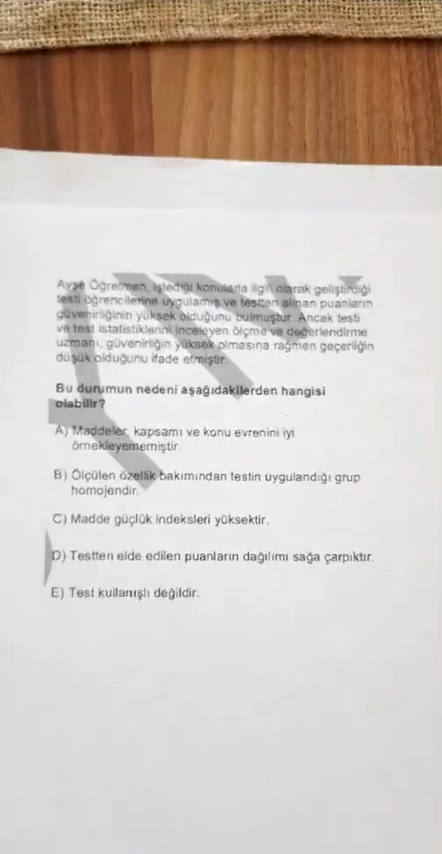 Ayşe Öğretmen, işlediği konularla ilgili olarak geliştirdiği
testi öğrencilerine uygulamış ve testten alınan puanların
güvenirliğinin yüksek olduğunu bulmuştur. Ancak testi
ve test istatistiklerini inceleyen ölçme ve değerlendirme
uzmanı, güvenirliğin yüksek olmasına rağmen geçerliğin
düşük olduğunu ifade etmiştir.
Bu durumun nedeni aşağıdakilerden hangisi
olabilir?
A) Maddeler, kapsamı ve konu evrenini iyi
örnekleyememiştir.
B) Ölçülen özellik bakımından testin uygulandığı grup
homojendir.
C) Madde güçlük indeksleri yüksektir.
D) Testten elde edilen puanların dağılımı sağa çarpıktır.
E) Test kullanışlı değildir.